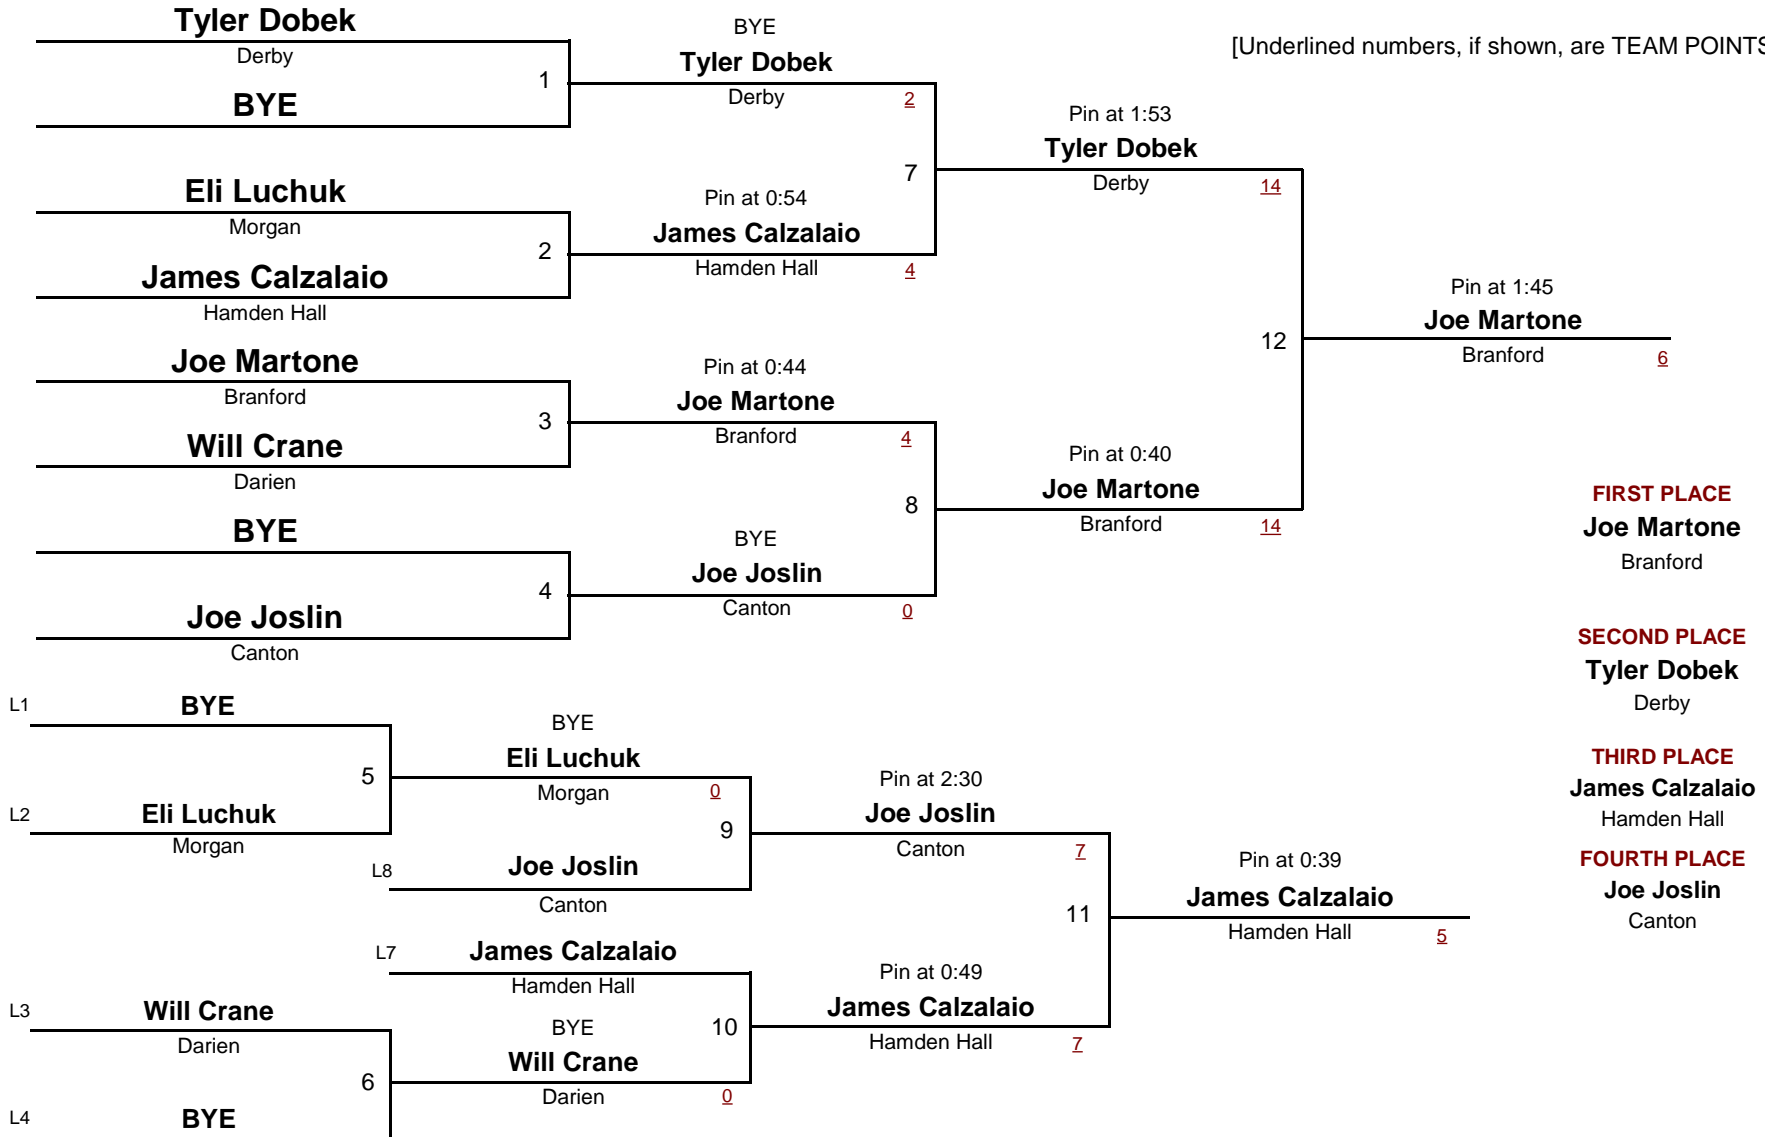 Tyler Dobek
Derby
1
BYE
BYE
Tyler Dobek
Derby
2
[Underlined numbers, if shown, are TEAM POINTS
Eli Luchuk
Morgan
2
James Calzalaio
Hamden Hall
Pin at 0:54
James Calzalaio
Hamden Hall
4
7
Pin at 1:53
Tyler Dobek
Derby
14
Joe Martone
Branford
3
Will Crane
Darien
Pin at 0:44
Joe Martone
Branford
4
BYE
4
Joe Joslin
Canton
BYE
Joe Joslin
Canton
0
8
Pin at 0:40
Joe Martone
Branford
14
12
Pin at 1:45
Joe Martone
Branford
6
FIRST PLACE
Joe Martone
Branford
SECOND PLACE
Tyler Dobek
Derby
THIRD PLACE
James Calzalaio
Hamden Hall
FOURTH PLACE
Joe Joslin
Canton
L1
BYE
5
L2
Eli Luchuk
Morgan
BYE
Eli Luchuk
Morgan
0
9
L8
Joe Joslin
Canton
Pin at 2:30
Joe Joslin
Canton
7
L7
James Calzalaio
Hamden Hall
10
L3
Will Crane
Darien
6
L4
BYE
BYE
Will Crane
Darien
0
Pin at 0:49
James Calzalaio
Hamden Hall
7
11
Pin at 0:39
James Calzalaio
Hamden Hall
5